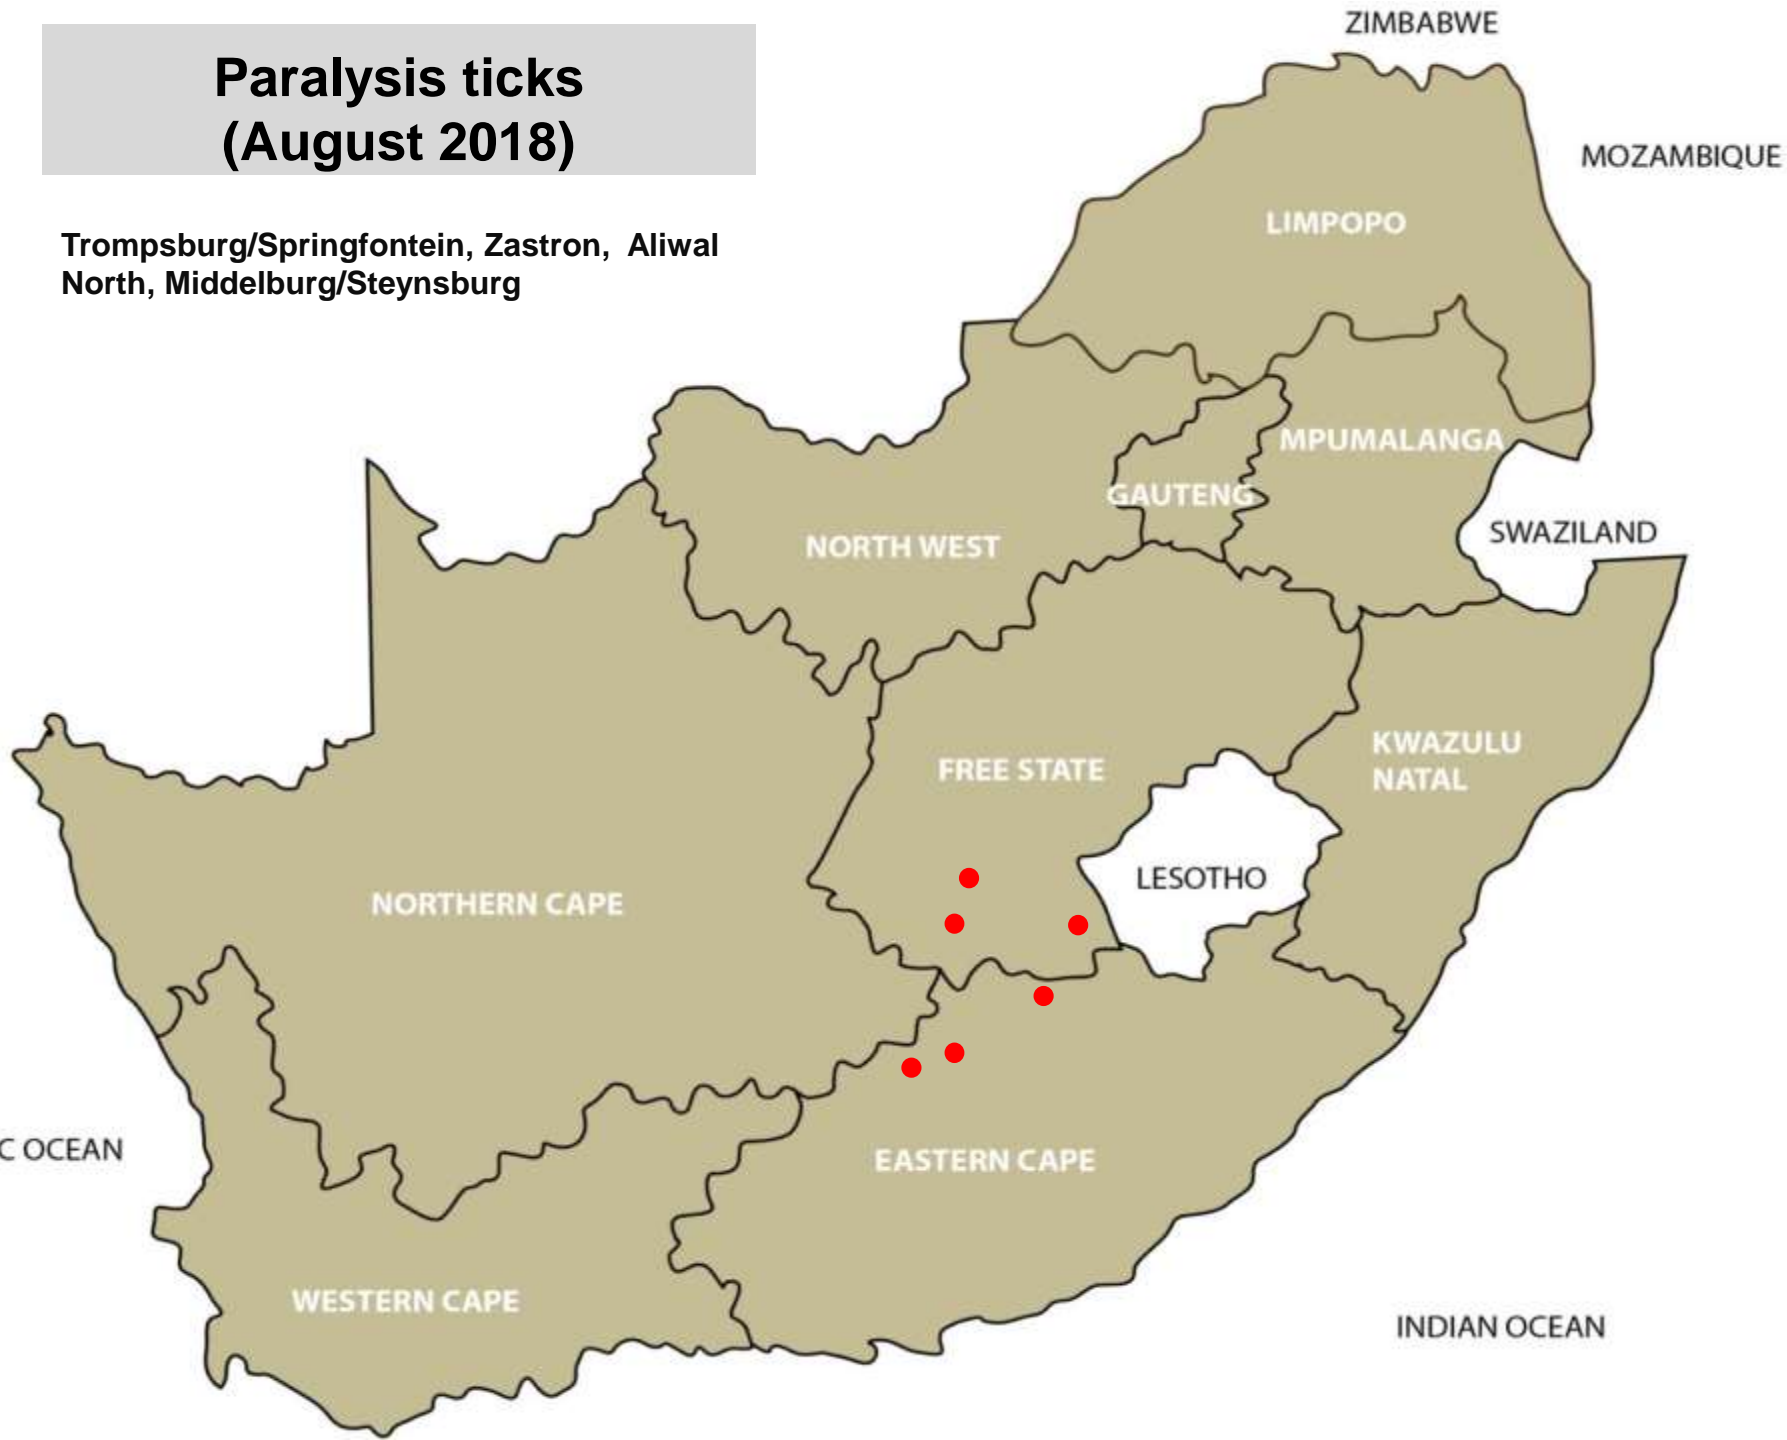 Paralysis ticks
(August 2018)
Trompsburg/Springfontein, Zastron, Aliwal
North, Middelburg/Steynsburg
ZIMBABWE
MOZAMBIQUE
LIMPOPO
MPUMALANGA
GAUTENG
NORTH WEST
SWAZILAND
KWAZULU
NATAL
FREE STATE
LESOTHO
NORTHERN CAPE
C OCEAN
EASTERN CAPE
WESTERN CAPE
INDIAN OCEAN